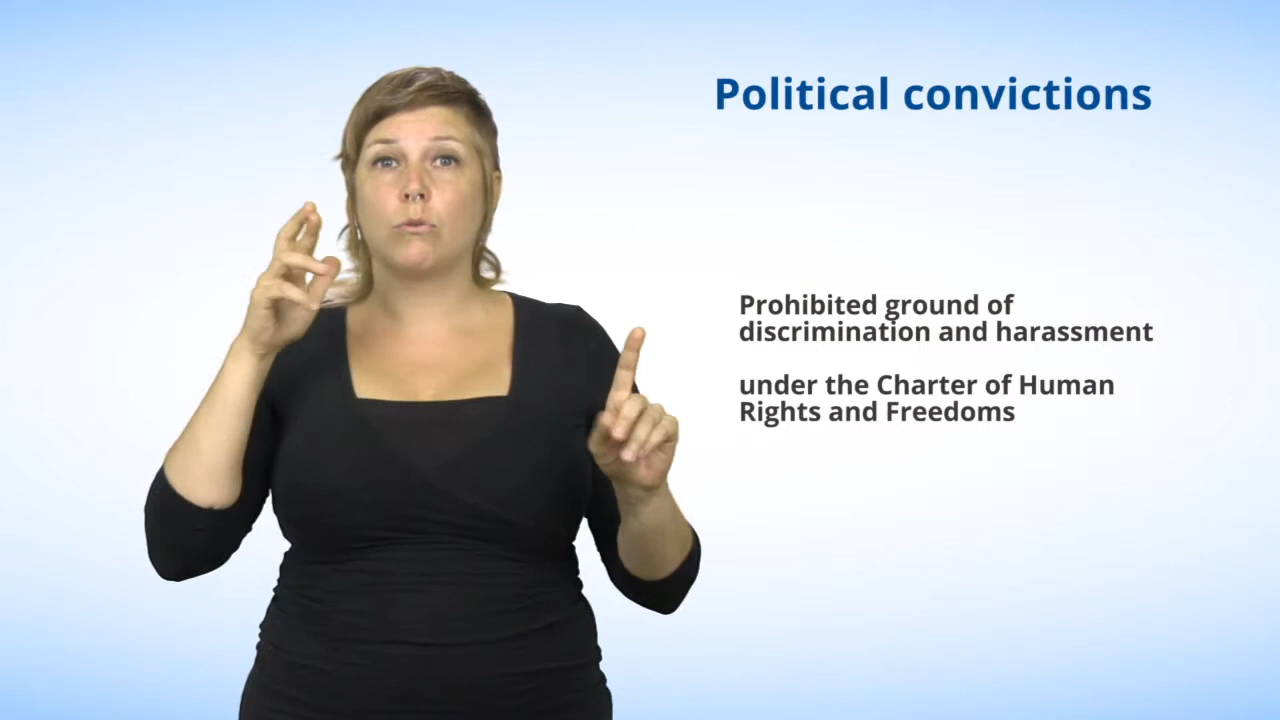 Political convictions
Prohibited ground of
discrimination and harassment
under the Charter of Human
Rights and Freedoms